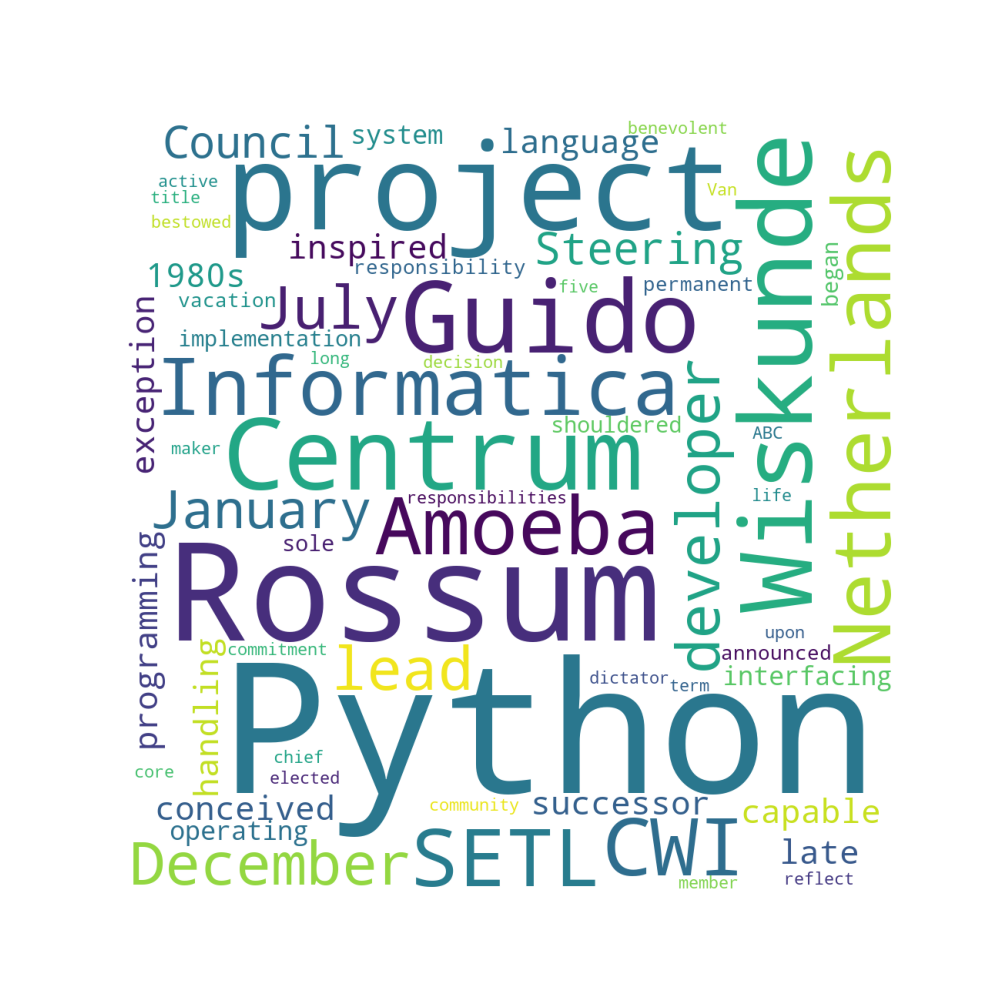 benevolent
Council
system
language
project
active
title
Van
bestowed
inspired
Steering
responsibility
1980s
vacation
five
permanent
began
July
Guido
implementation
long
decision
exception
Informatica
Wiskunde
Netherlands
Centrum
shouldered
developer
ABC
maker
responsibilities
life
January
Amoeba
sole
programming
Rossum
upon
announced
commitment
lead
handling
dictator
term
interfacing
Python
chief
core
elected
conceived
community
successor
capable
operating
December
SETL
CWI
late
member
reflect